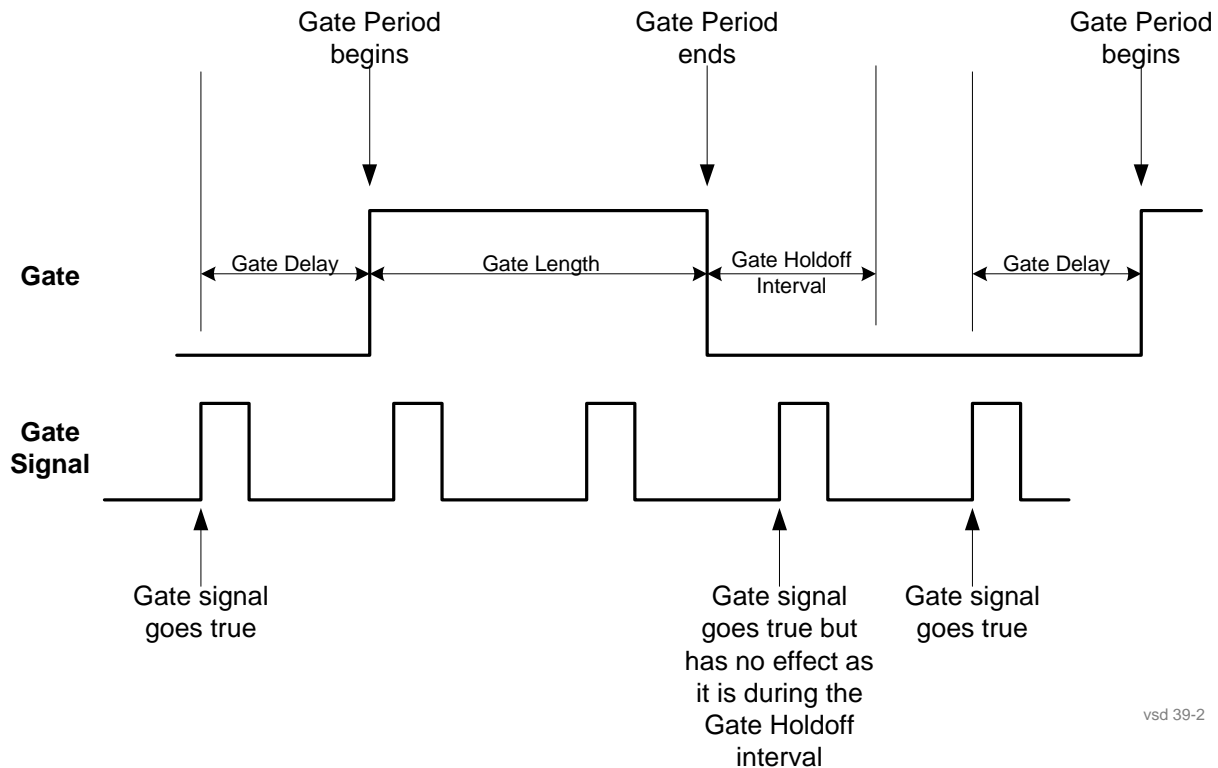 Gate Period
begins
Gate Period
ends
Gate Period
begins
Gate
Gate Delay
Gate Length
Gate Holdoff
Interval
Gate Delay
Gate
Signal
Gate signal
goes true
Gate signal
goes true but
has no effect as
it is during the
Gate Holdoff
interval
Gate signal
goes true
vsd 39-2